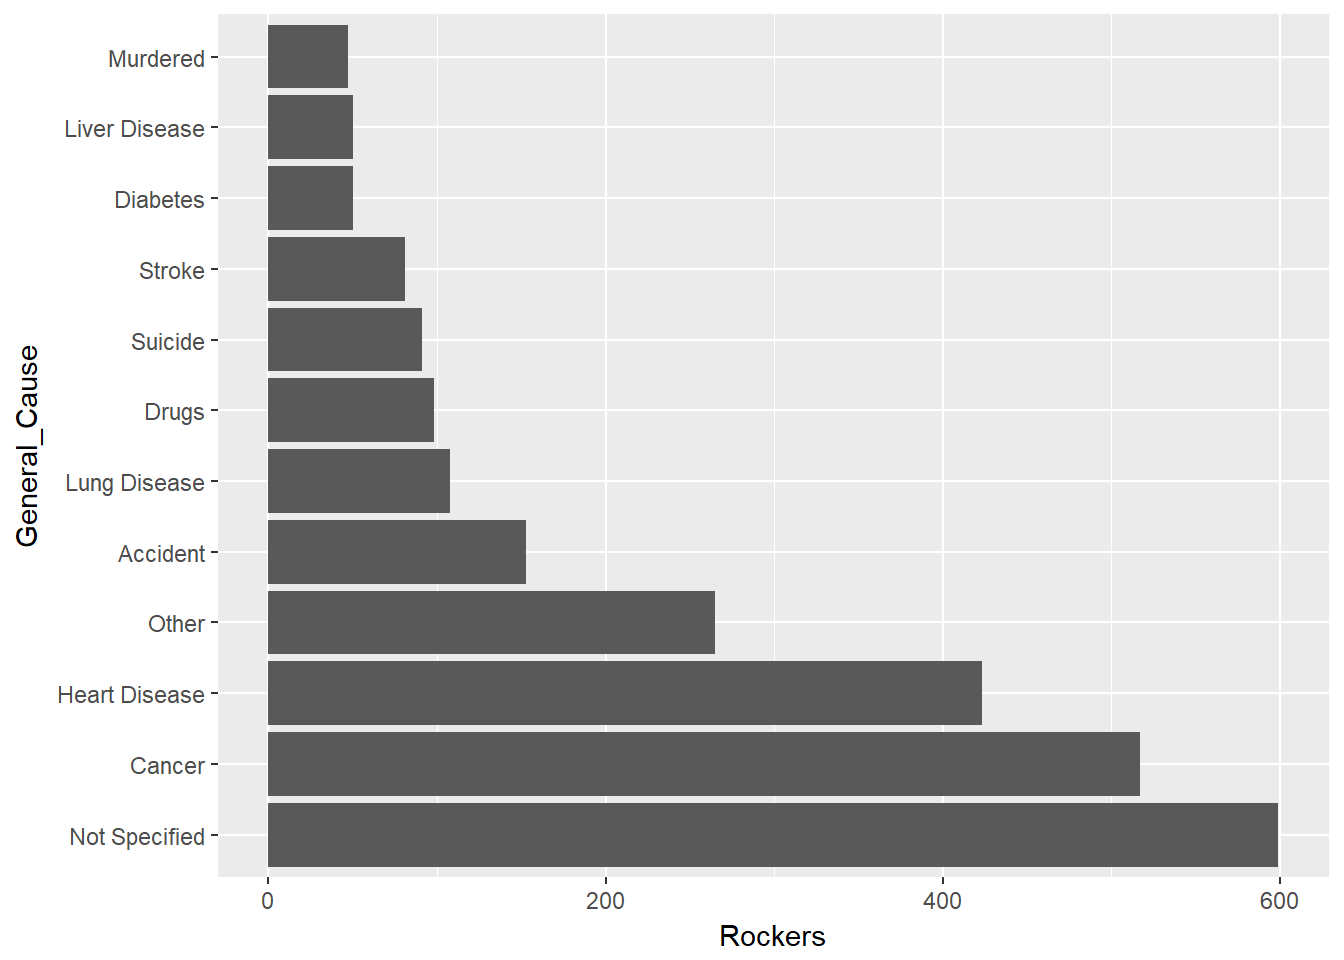 Murdered
Liver Disease
Diabetes
Stroke
Suicide
Drugs
Lung Disease
Accident
Other
Heart Disease
Cancer
Not Specified
General_Cause
0 200 400 600
Rockers